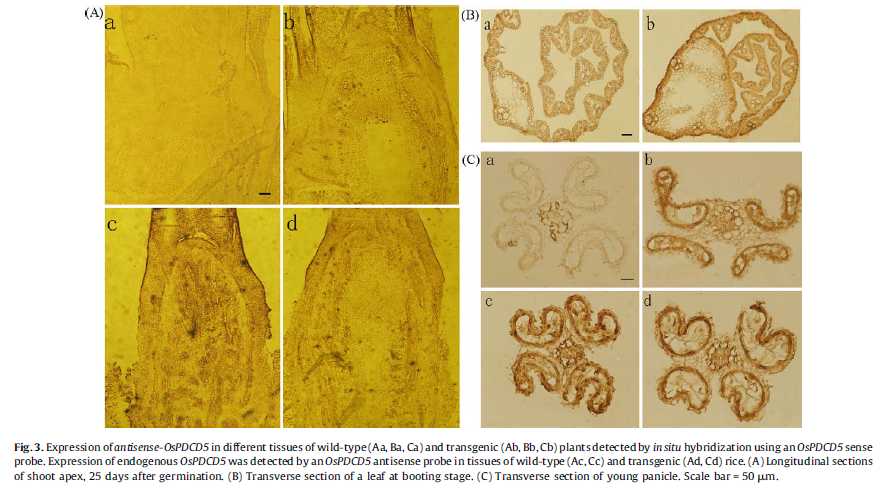 (A)
a
b
c
d
(B)
a
b
(C)
a
b
c
d
Fig. 3. Expression of antisense-OsPDCD5 in different tissues of wild-type (Aa, Ba, Ca) and transgenic (Ab, Bb, Cb) plants detected by in situ hybridization using an OsPDCD5 sense
probe. Expression of endogenous OsPDCD5 was detected by an OsPDCD5 antisense probe in tissues of wild-type (Ac, Cc) and transgenic (Ad, Cd) rice. (A) Longitudinal sections
of shoot apex, 25 days after germination. (B) Transverse section of a leaf at booting stage. (C) Transverse section of young panicle. Scale bar = 50 μm.